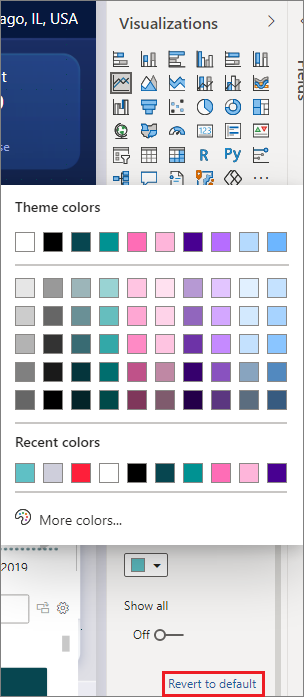 ago, IL, USA
Visualizations
t
se
Fields
123
R Py
Theme colors
Recent colors
More colors...
2019
Show all
Off
Revert to default